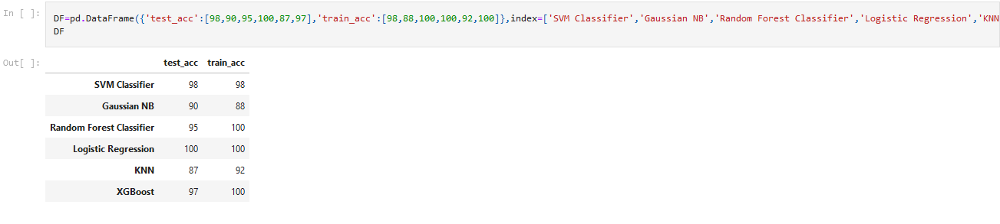 In [ ]:
DF=pd.DataFrame({'test_acc':[98,90,95,100,87,97],'train_acc':[98,88,100,100,92,100]},index=['SVM Classifier','Gaussian NB','Random Forest Classifier','Logistic Regression','KNN
DF
Out[ ]:
test_acc train_acc
SVM Classifier 98 98
Gaussian NB 90 88
Random Forest Classifier 95 100
Logistic Regression 100 100
KNN 87 92
XGBoost 97 100